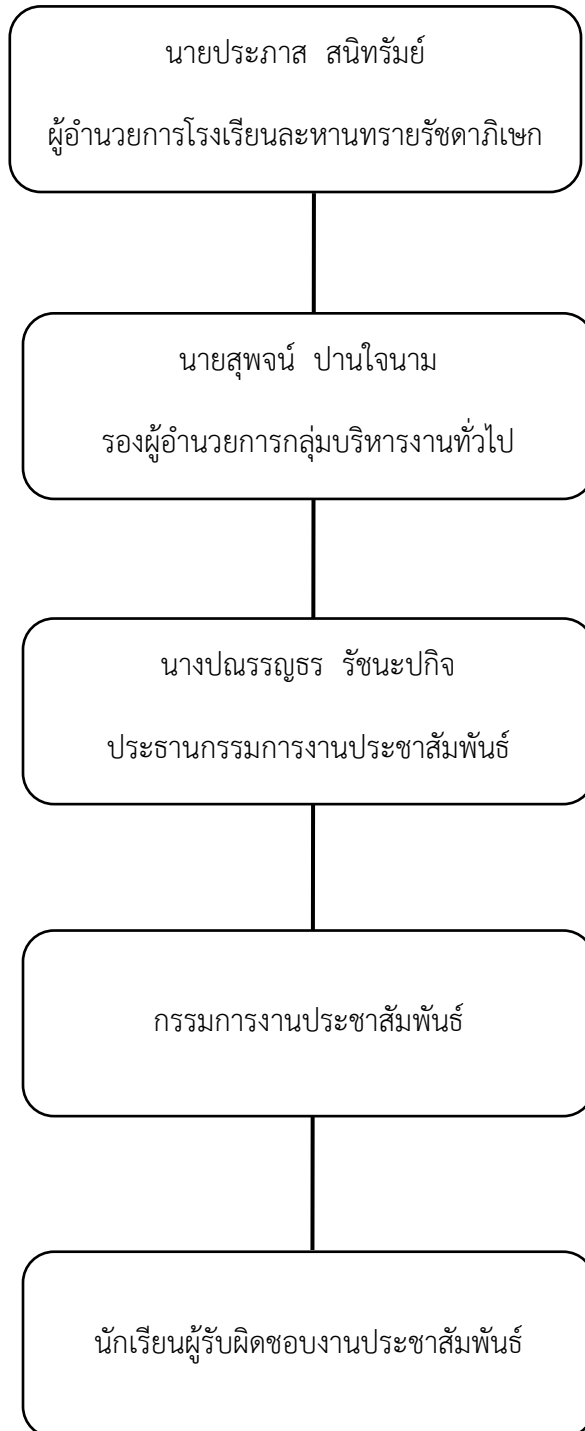 นายประภาส สนิทรัมย์
ผู้อำนวยการโรงเรียนละหานทรายรัชดาภิเษก
นายสุพจน์ ปานใจนาม
รองผู้อำนวยการกลุ่มบริหารงานทั่วไป
นางปณรรญธร รัชนะปกิจ
ประธานกรรมการงานประชาสัมพันธ์
กรรมการงานประชาสัมพันธ์
นักเรียนผู้รับผิดชอบงานประชาสัมพันธ์